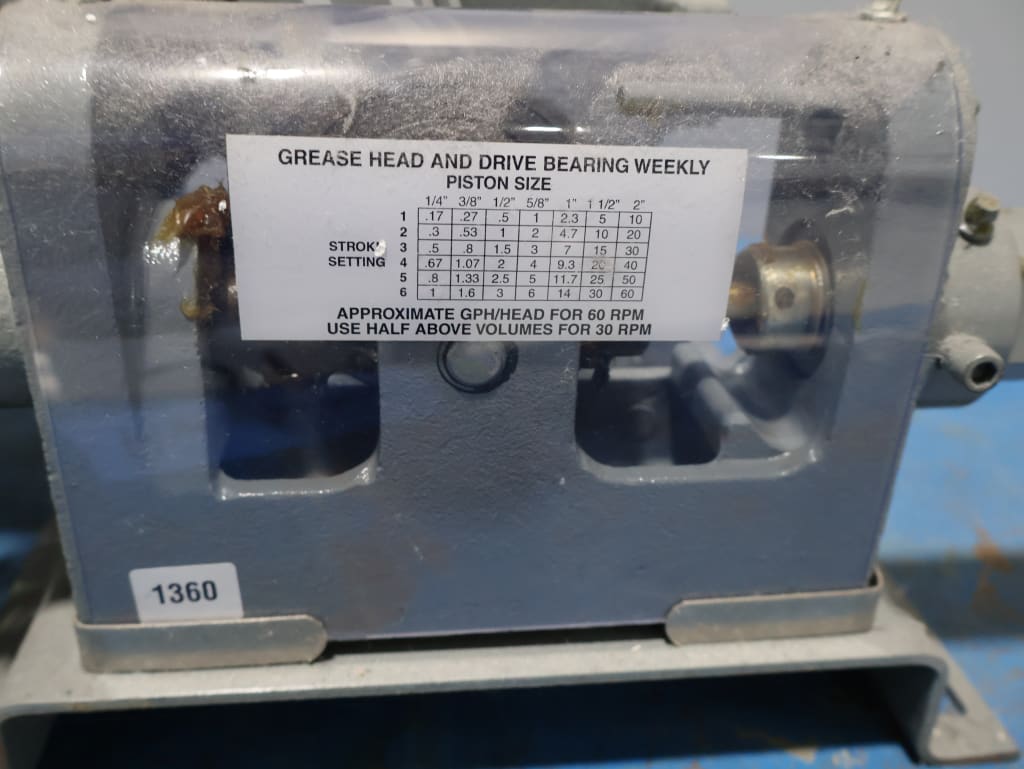 GREASE HEAD AND DRIVE BEARING WEEKLY
PISTON SIZE
1/4" 3/8" 1/2" 5/8" 1" 1 1/2" 2"
1 .17 .27 .5 1 2.3 5 10
2 .3 .53 1 2 4.7 10 20
STROK 3 .5 .8 1.5 3 7 15 30
SETTING 4 .67 1.07 2 4 9.3 20 40
5 .8 1.33 2.5 5 11.7 25 50
6 1 1.6 3 6 14 30 60
APPROXIMATE GPH/HEAD FOR 60 RPM
USE HALF ABOVE VOLUMES FOR 30 RPM
1360